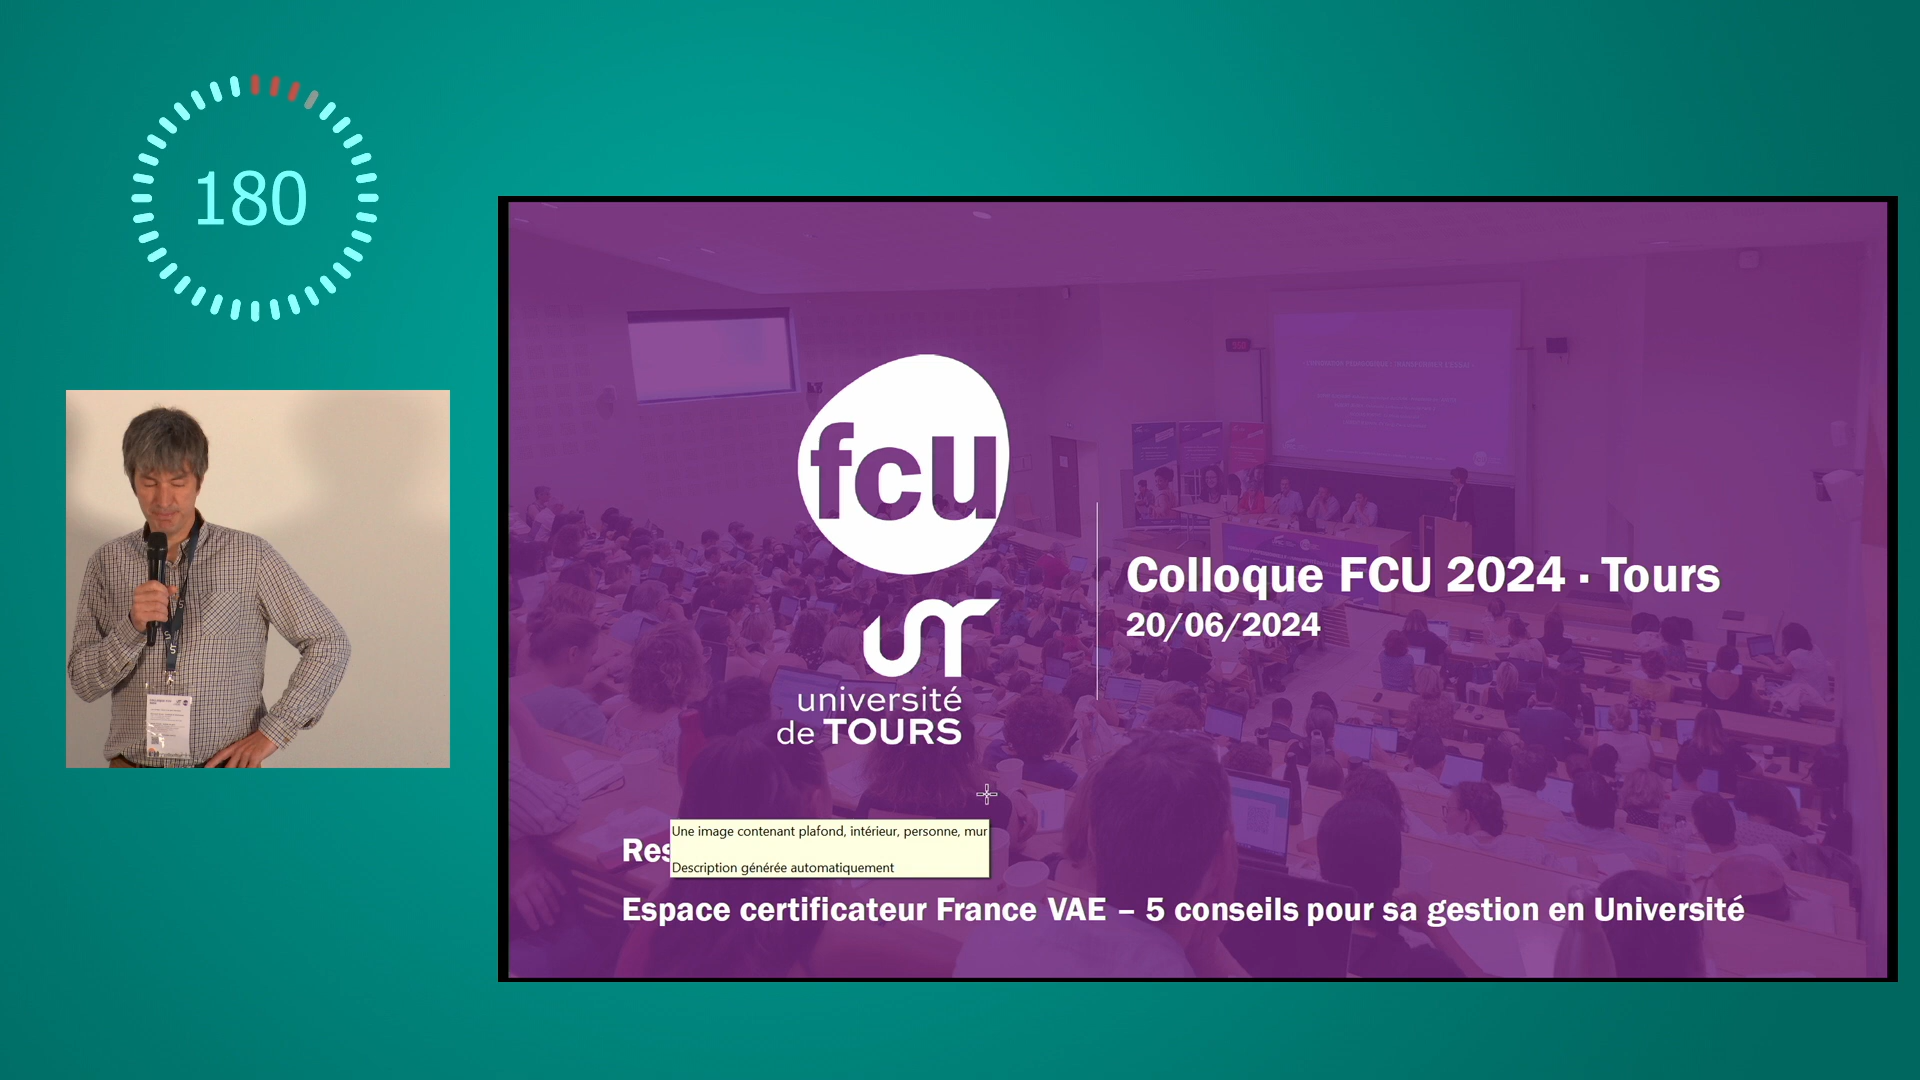 180
fcu
université
de TOURS
Colloque FCU 2024 · Tours
20/06/2024
Une image contenant plafond, intérieur, personne, mur
Res
Description générée automatiquement
Espace certificateur France VAE – 5 conseils pour sa gestion en Université